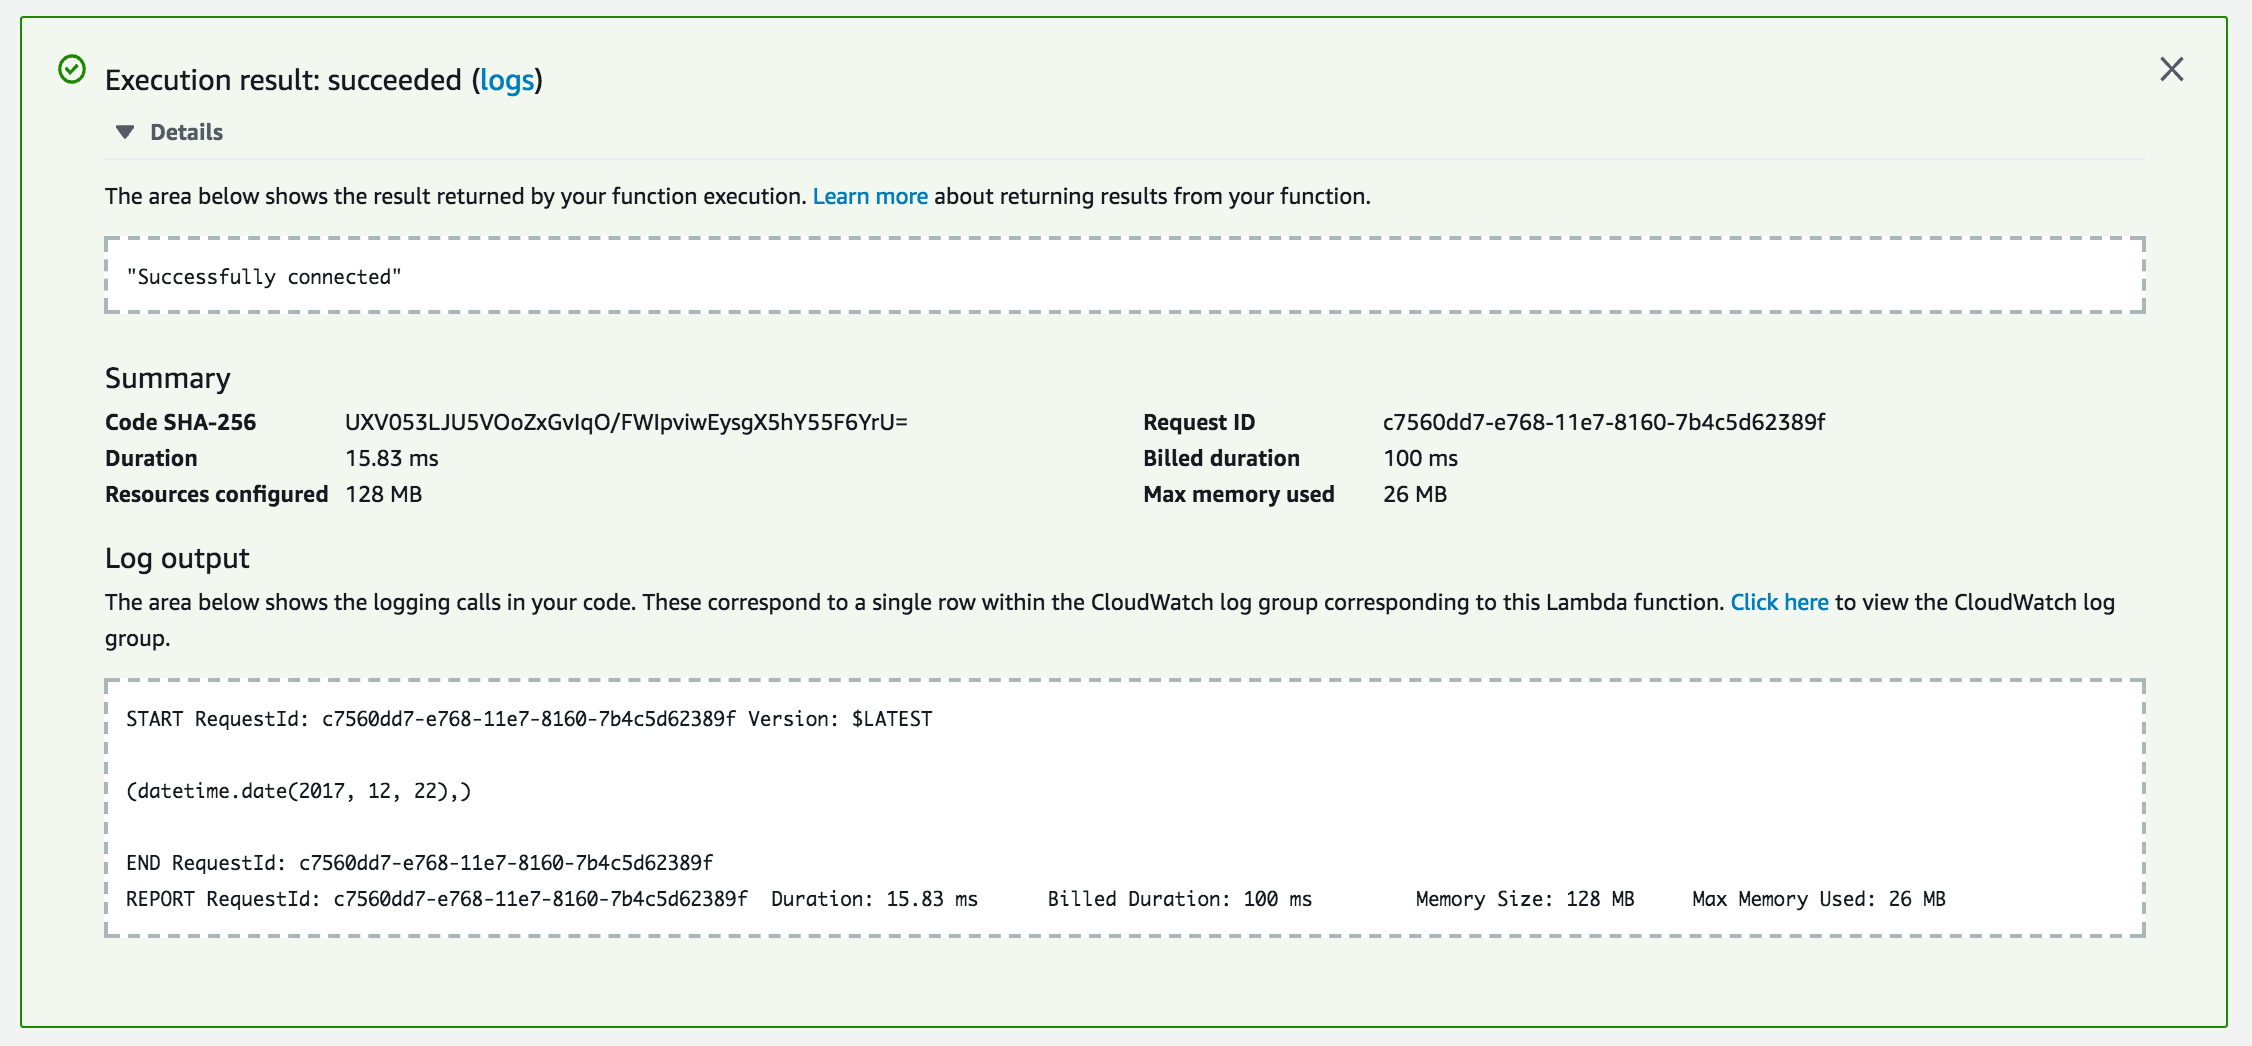 Execution result: succeeded (logs)
Details
The area below shows the result returned by your function execution. Learn more about returning results from your function.
"Successfully connected"
Summary
Code SHA-256 UXV053LJU5VOoZxGvIqO/FWIpviwEysgX5hY55F6YrU= Request ID c7560dd7-e768-11e7-8160-7b4c5d62389f
Duration 15.83 ms Billed duration 100 ms
Resources configured 128 MB Max memory used 26 MB
Log output
The area below shows the logging calls in your code. These correspond to a single row within the CloudWatch log group corresponding to this Lambda function. Click here to view the CloudWatch log
group.
START RequestId: c7560dd7-e768-11e7-8160-7b4c5d62389f Version: $LATEST
(datetime.date(2017, 12, 22),)
END RequestId: c7560dd7-e768-11e7-8160-7b4c5d62389f
REPORT RequestId: c7560dd7-e768-11e7-8160-7b4c5d62389f Duration: 15.83 ms Billed Duration: 100 ms Memory Size: 128 MB Max Memory Used: 26 MB